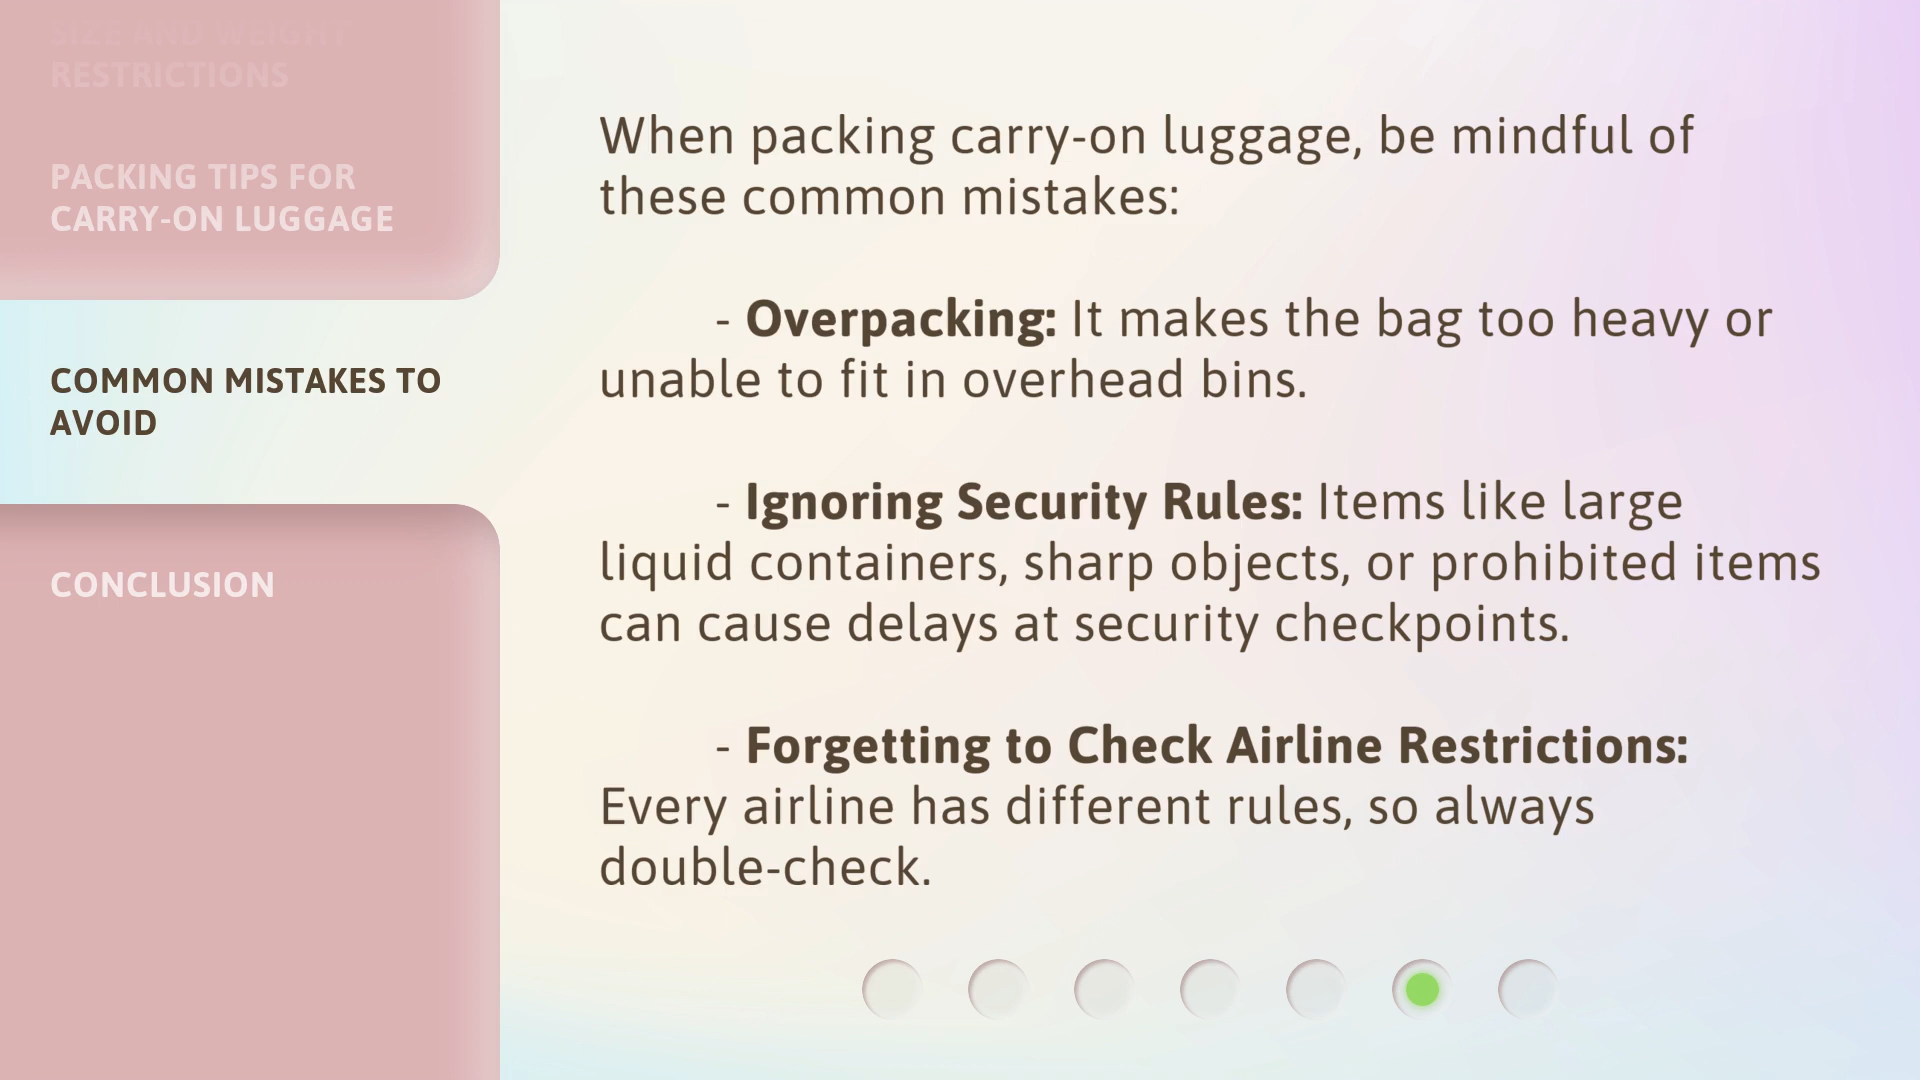 SIZE AND WEIGHT
RESTRICTIONS
PACKING TIPS FOR
CARRY-ON LUGGAGE
COMMON MISTAKES TO
AVOID
CONCLUSION
When packing carry-on luggage, be mindful of
these common mistakes:
- Overpacking: It makes the bag too heavy or
unable to fit in overhead bins.
- Ignoring Security Rules: Items like large
liquid containers, sharp objects, or prohibited items
can cause delays at security checkpoints.
- Forgetting to Check Airline Restrictions:
Every airline has different rules, so always
double-check.